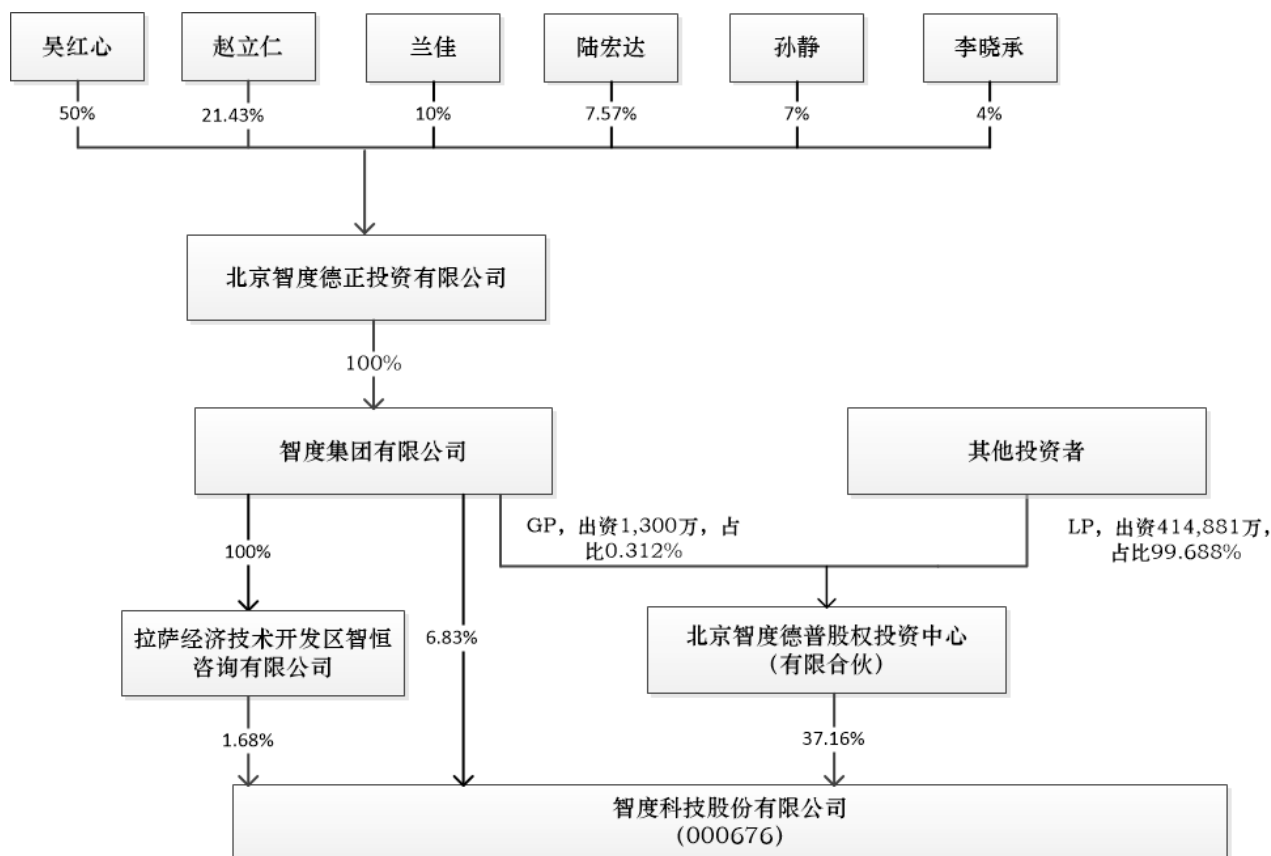 吴红心
赵立仁
兰佳
陆宏达
孙静
李晓承
50%
21.43%
10%
7.57%
7%
4%
北京智度德正投资有限公司
100%
智度集团有限公司
其他投资者
GP，出资1,300万，占
比0.312%
LP，出资414,881万，
占比99.688%
100%
拉萨经济技术开发区智恒
咨询有限公司
6.83%
北京智度德普股权投资中心
（有限合伙）
1.68%
37.16%
智度科技股份有限公司
(000676)